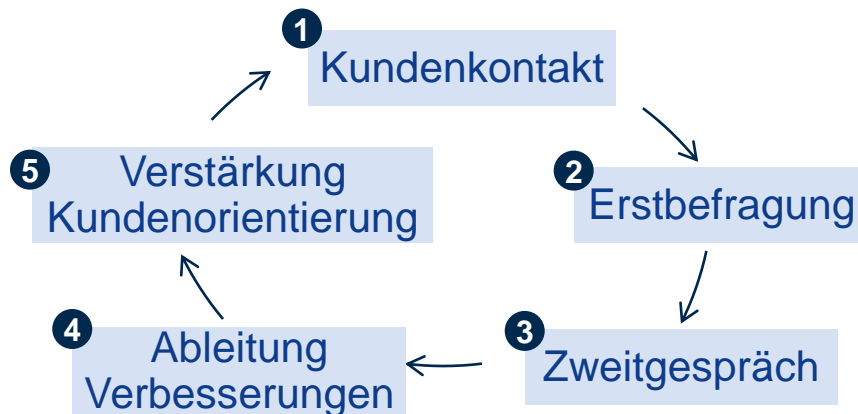 1
Kundenkontakt
2
Erstbefragung
3
Zweitgespräch
4
Ableitung
Verbesserungen
5
Verstärkung
Kundenorientierung